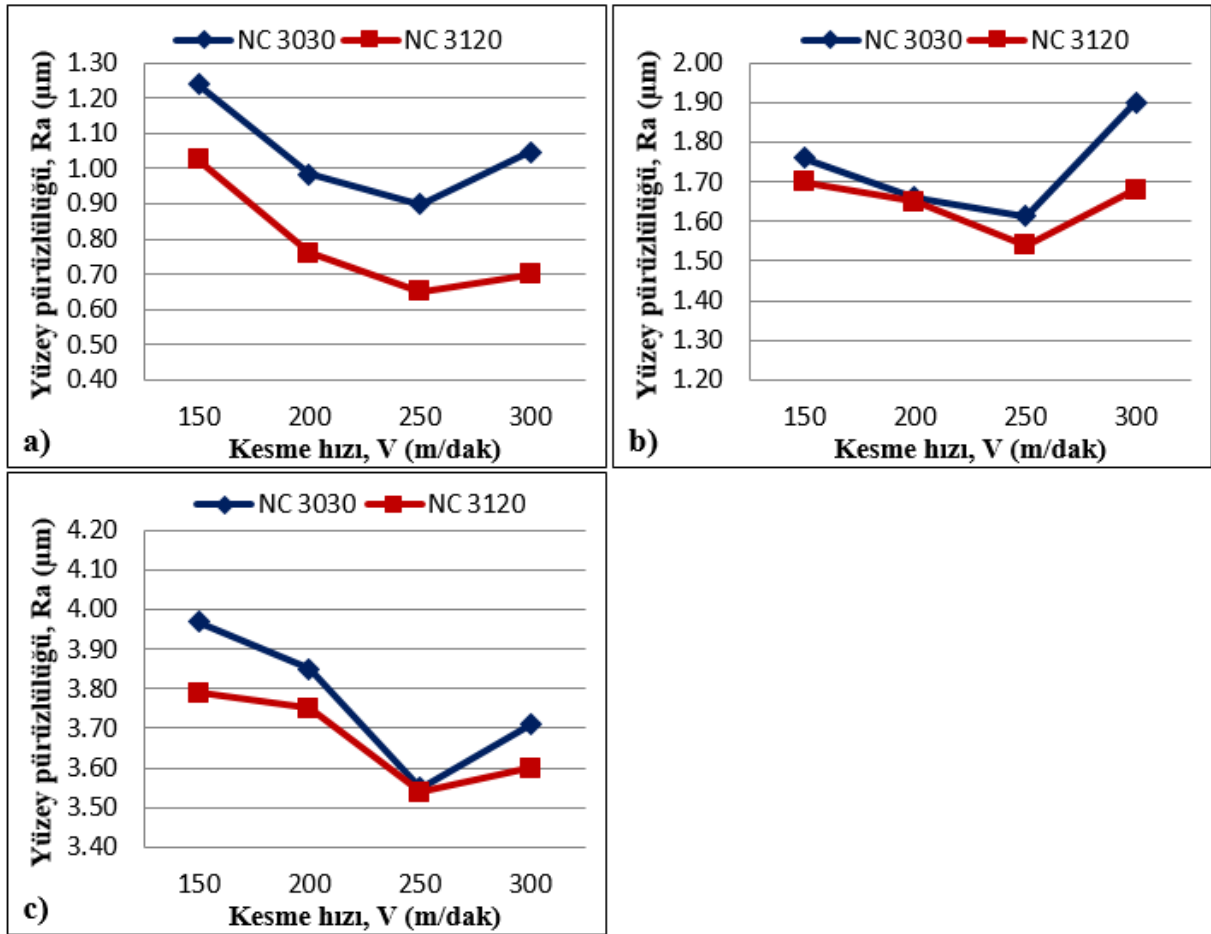 NC 3030 NC 3120
Yüzey pürüzlülüğü, Ra (µm)
1.30
1.20
1.10
1.00
0.90
0.80
0.70
0.60
0.50
0.40
150 200 250 300
Kesme hızı, V (m/dak)
a)
NC 3030 NC 3120
Yüzey pürüzlülüğü, Ra (µm)
2.00
1.90
1.80
1.70
1.60
1.50
1.40
1.30
1.20
150 200 250 300
Kesme hızı, V (m/dak)
b)
NC 3030 NC 3120
Yüzey pürüzlülüğü, Ra (µm)
4.20
4.10
4.00
3.90
3.80
3.70
3.60
3.50
3.40
150 200 250 300
Kesme hızı, V (m/dak)
c)